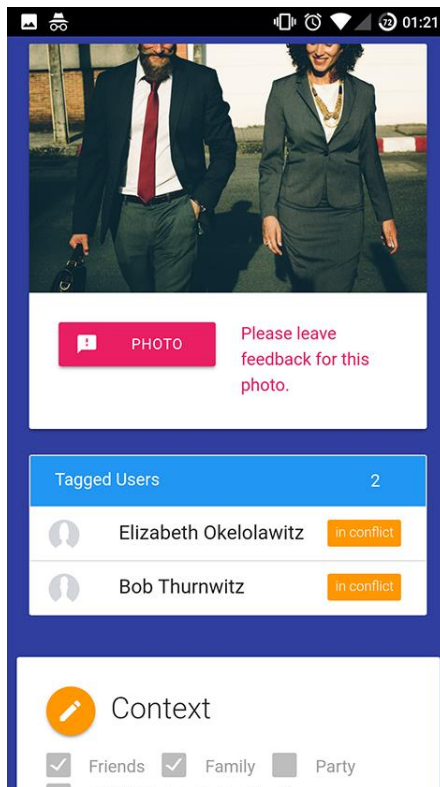 72 01:21
PHOTO
Please leave
feedback for this
photo.
Tagged Users 2
Elizabeth Okelolawitz in conflict
Bob Thurnwitz in conflict
Context
Friends Family Party